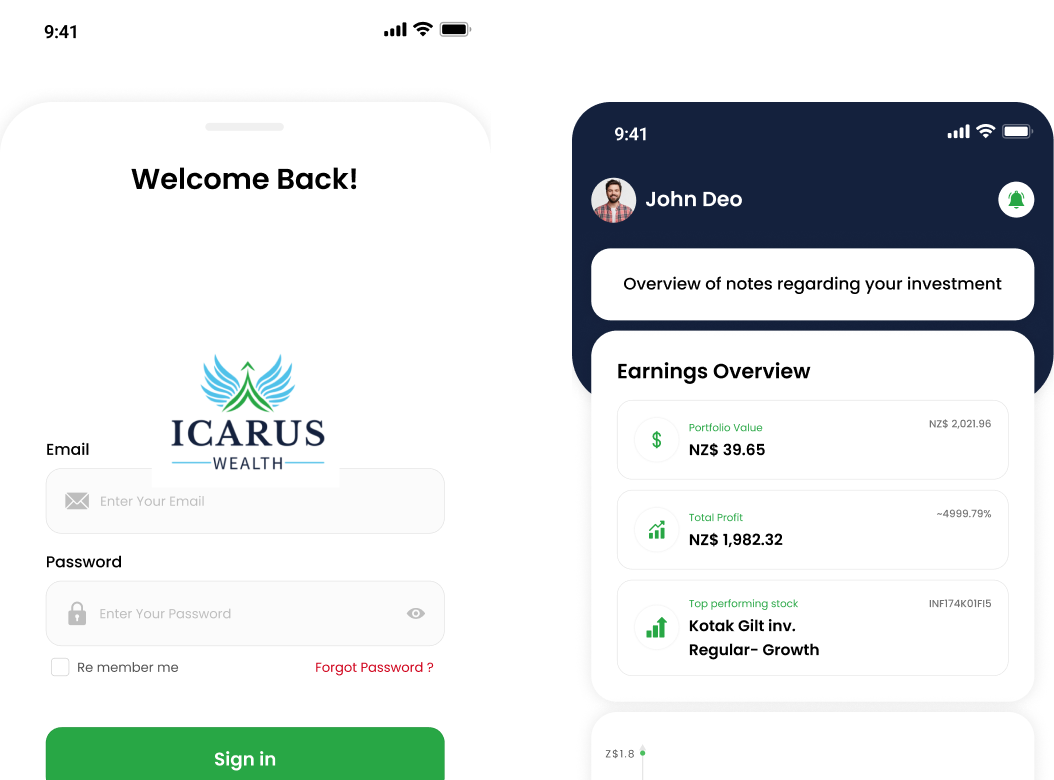 9:41
Welcome Back!
ICARUS
WEALTH
Email
Enter Your Email
Password
Enter Your Password
Re member me
Forgot Password ?
Sign in
9:41
John Deo
Overview of notes regarding your investment
Earnings Overview
Portfolio Value
NZ$ 2,021.96
NZ$ 39.65
Total Profit
~4999.79%
NZ$ 1,982.32
Top performing stock
INF174K01FI5
Kotak Gilt inv.
Regular- Growth
Z$1.8